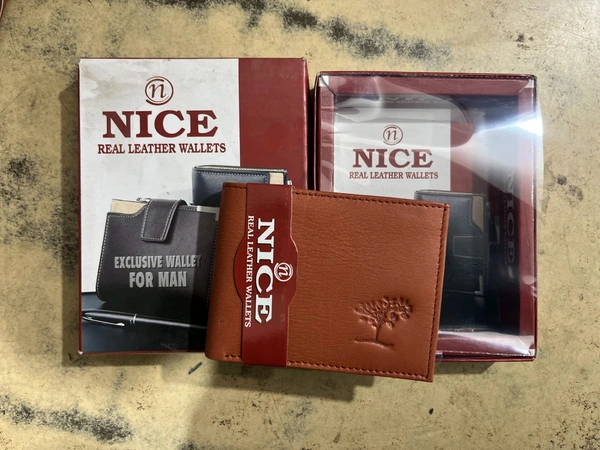 n
NICE
REAL LEATHER WALLETS
EXCLUSIVE WALLET
FOR MAN
n
NICE
REAL LEATHER WALLETS
n
NICE
REAL LEATHER WALLETS